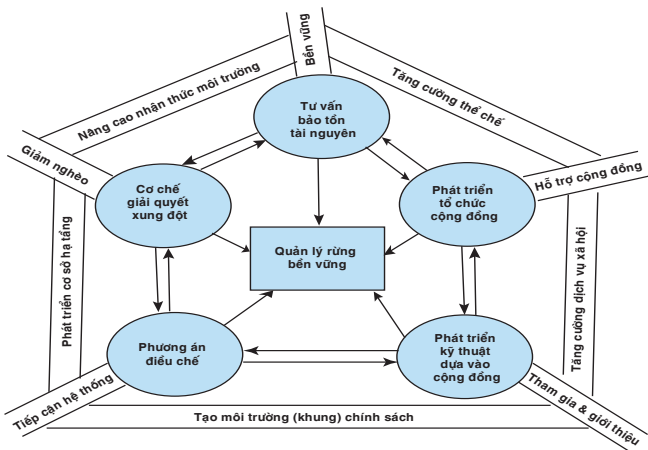 Bền vững
Nâng cao nhận thức môi trường
Tăng cường thể chế
Tư vấn
bảo tồn
tài nguyên
Giảm nghèo
Hỗ trợ cộng đồng
Cơ chế
giải quyết
xung đột
Phát triển
tổ chức
cộng đồng
Quản lý rừng
bền vững
Phát triển cơ sở hạ tầng
Tăng cường dịch vụ xã hội
Phương án
điều chế
Phát triển
kỹ thuật
dựa vào
cộng đồng
Tiếp cận hệ thống
Tham gia & giới thiệu
Tạo môi trường (khung) chính sách